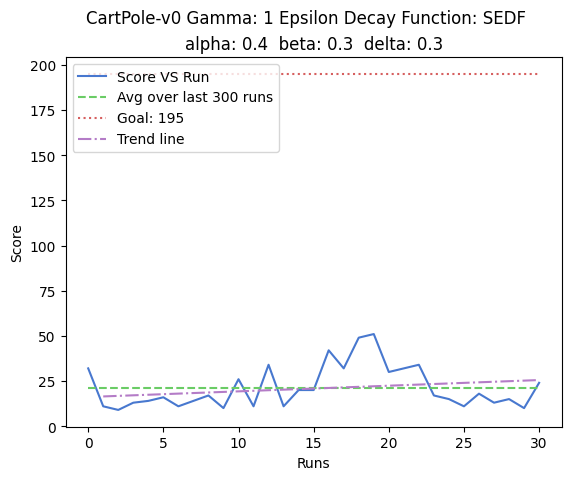 CartPole-v0 Gamma: 1 Epsilon Decay Function: SEDF
alpha: 0.4  beta: 0.3  delta: 0.3
Score VS Run
Avg over last 300 runs
Goal: 195
Trend line
200
175
150
125
100
75
50
25
0
Score
0 5 10 15 20 25 30
Runs